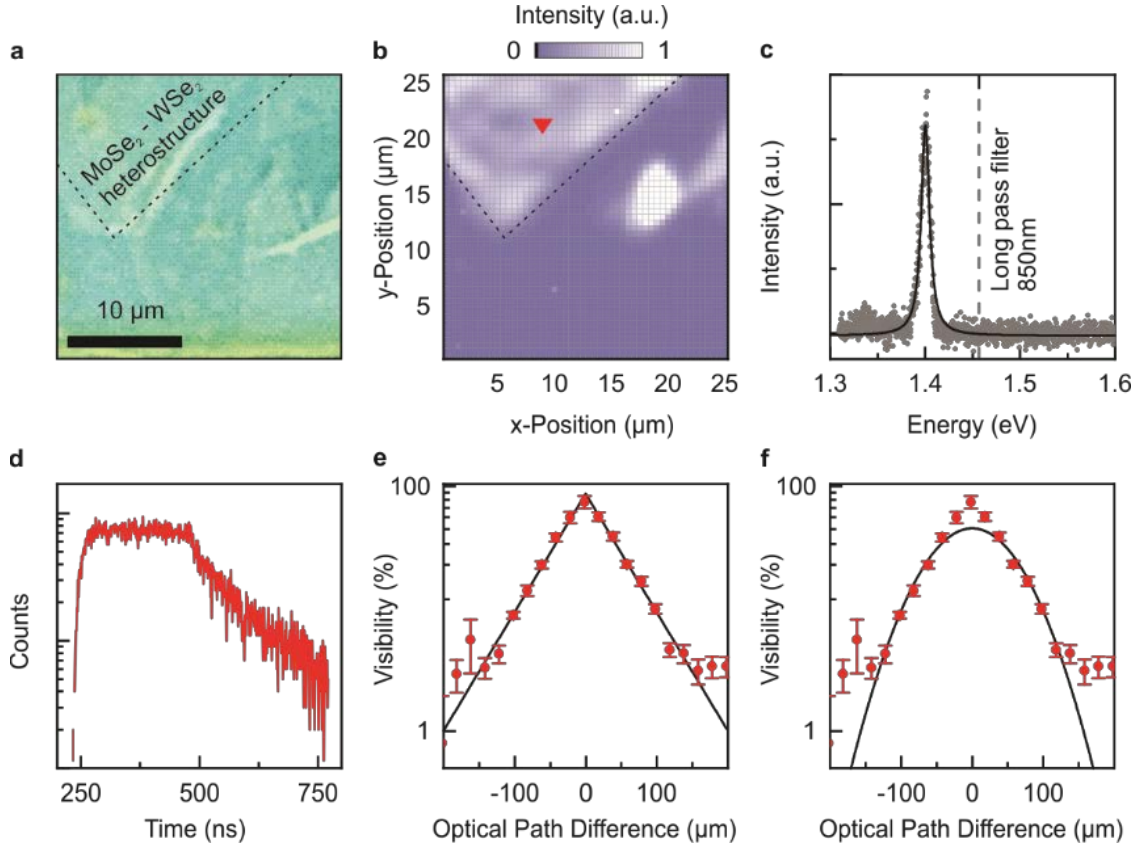 Intensity (a.u.)
a
b
0
1
c
MoSe2 - WSe2
heterostructure
10 µm
y-Position (µm)
25
20
15
10
5
5
10
15
20
25
x-Position (µm)
Intensity (a.u.)
Long pass filter
850nm
1.3
1.4
1.5
1.6
Energy (eV)
d
Counts
250
500
750
Time (ns)
e
Visibility (%)
100
1
-100
0
100
Optical Path Difference (µm)
f
Visibility (%)
100
1
-100
0
100
Optical Path Difference (µm)